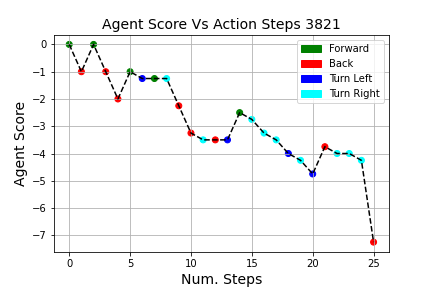 Agent Score Vs Action Steps 3821
Agent Score
0
−1
−2
−3
−4
−5
−6
−7
Forward
Back
Turn Left
Turn Right
0 5 10 15 20 25
Num. Steps